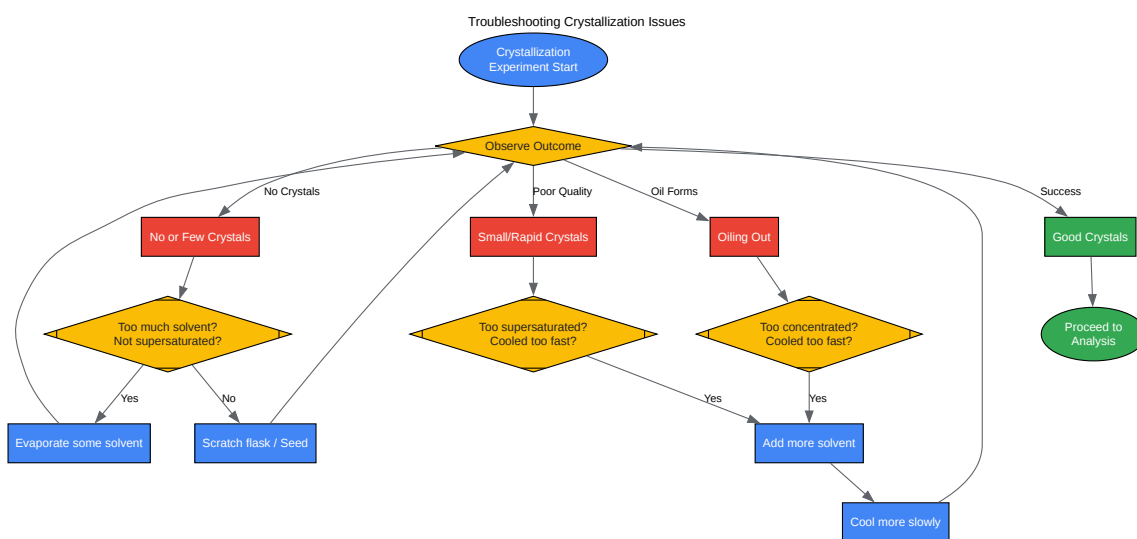 Troubleshooting Crystallization Issues
Crystallization
Experiment Start
Observe Outcome
No Crystals
Poor Quality
Oil Forms
Success
No or Few Crystals
Small/Rapid Crystals
Oiling Out
Good Crystals
Too much solvent?
Not supersaturated?
Too supersaturated?
Cooled too fast?
Too concentrated?
Cooled too fast?
Proceed to
Analysis
Yes
No
Yes
Yes
Evaporate some solvent
Scratch flask / Seed
Add more solvent
Cool more slowly